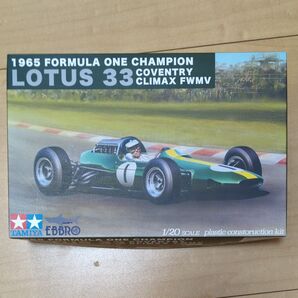 1965 FORMULA ONE CHAMPION
LOTUS 33 COVENTRY CLIMAX FWMV
1
TAMIYA EBBRO
1/20 SCALE plastic constoruction kit
1965 FORMULA ONE CHAMPION